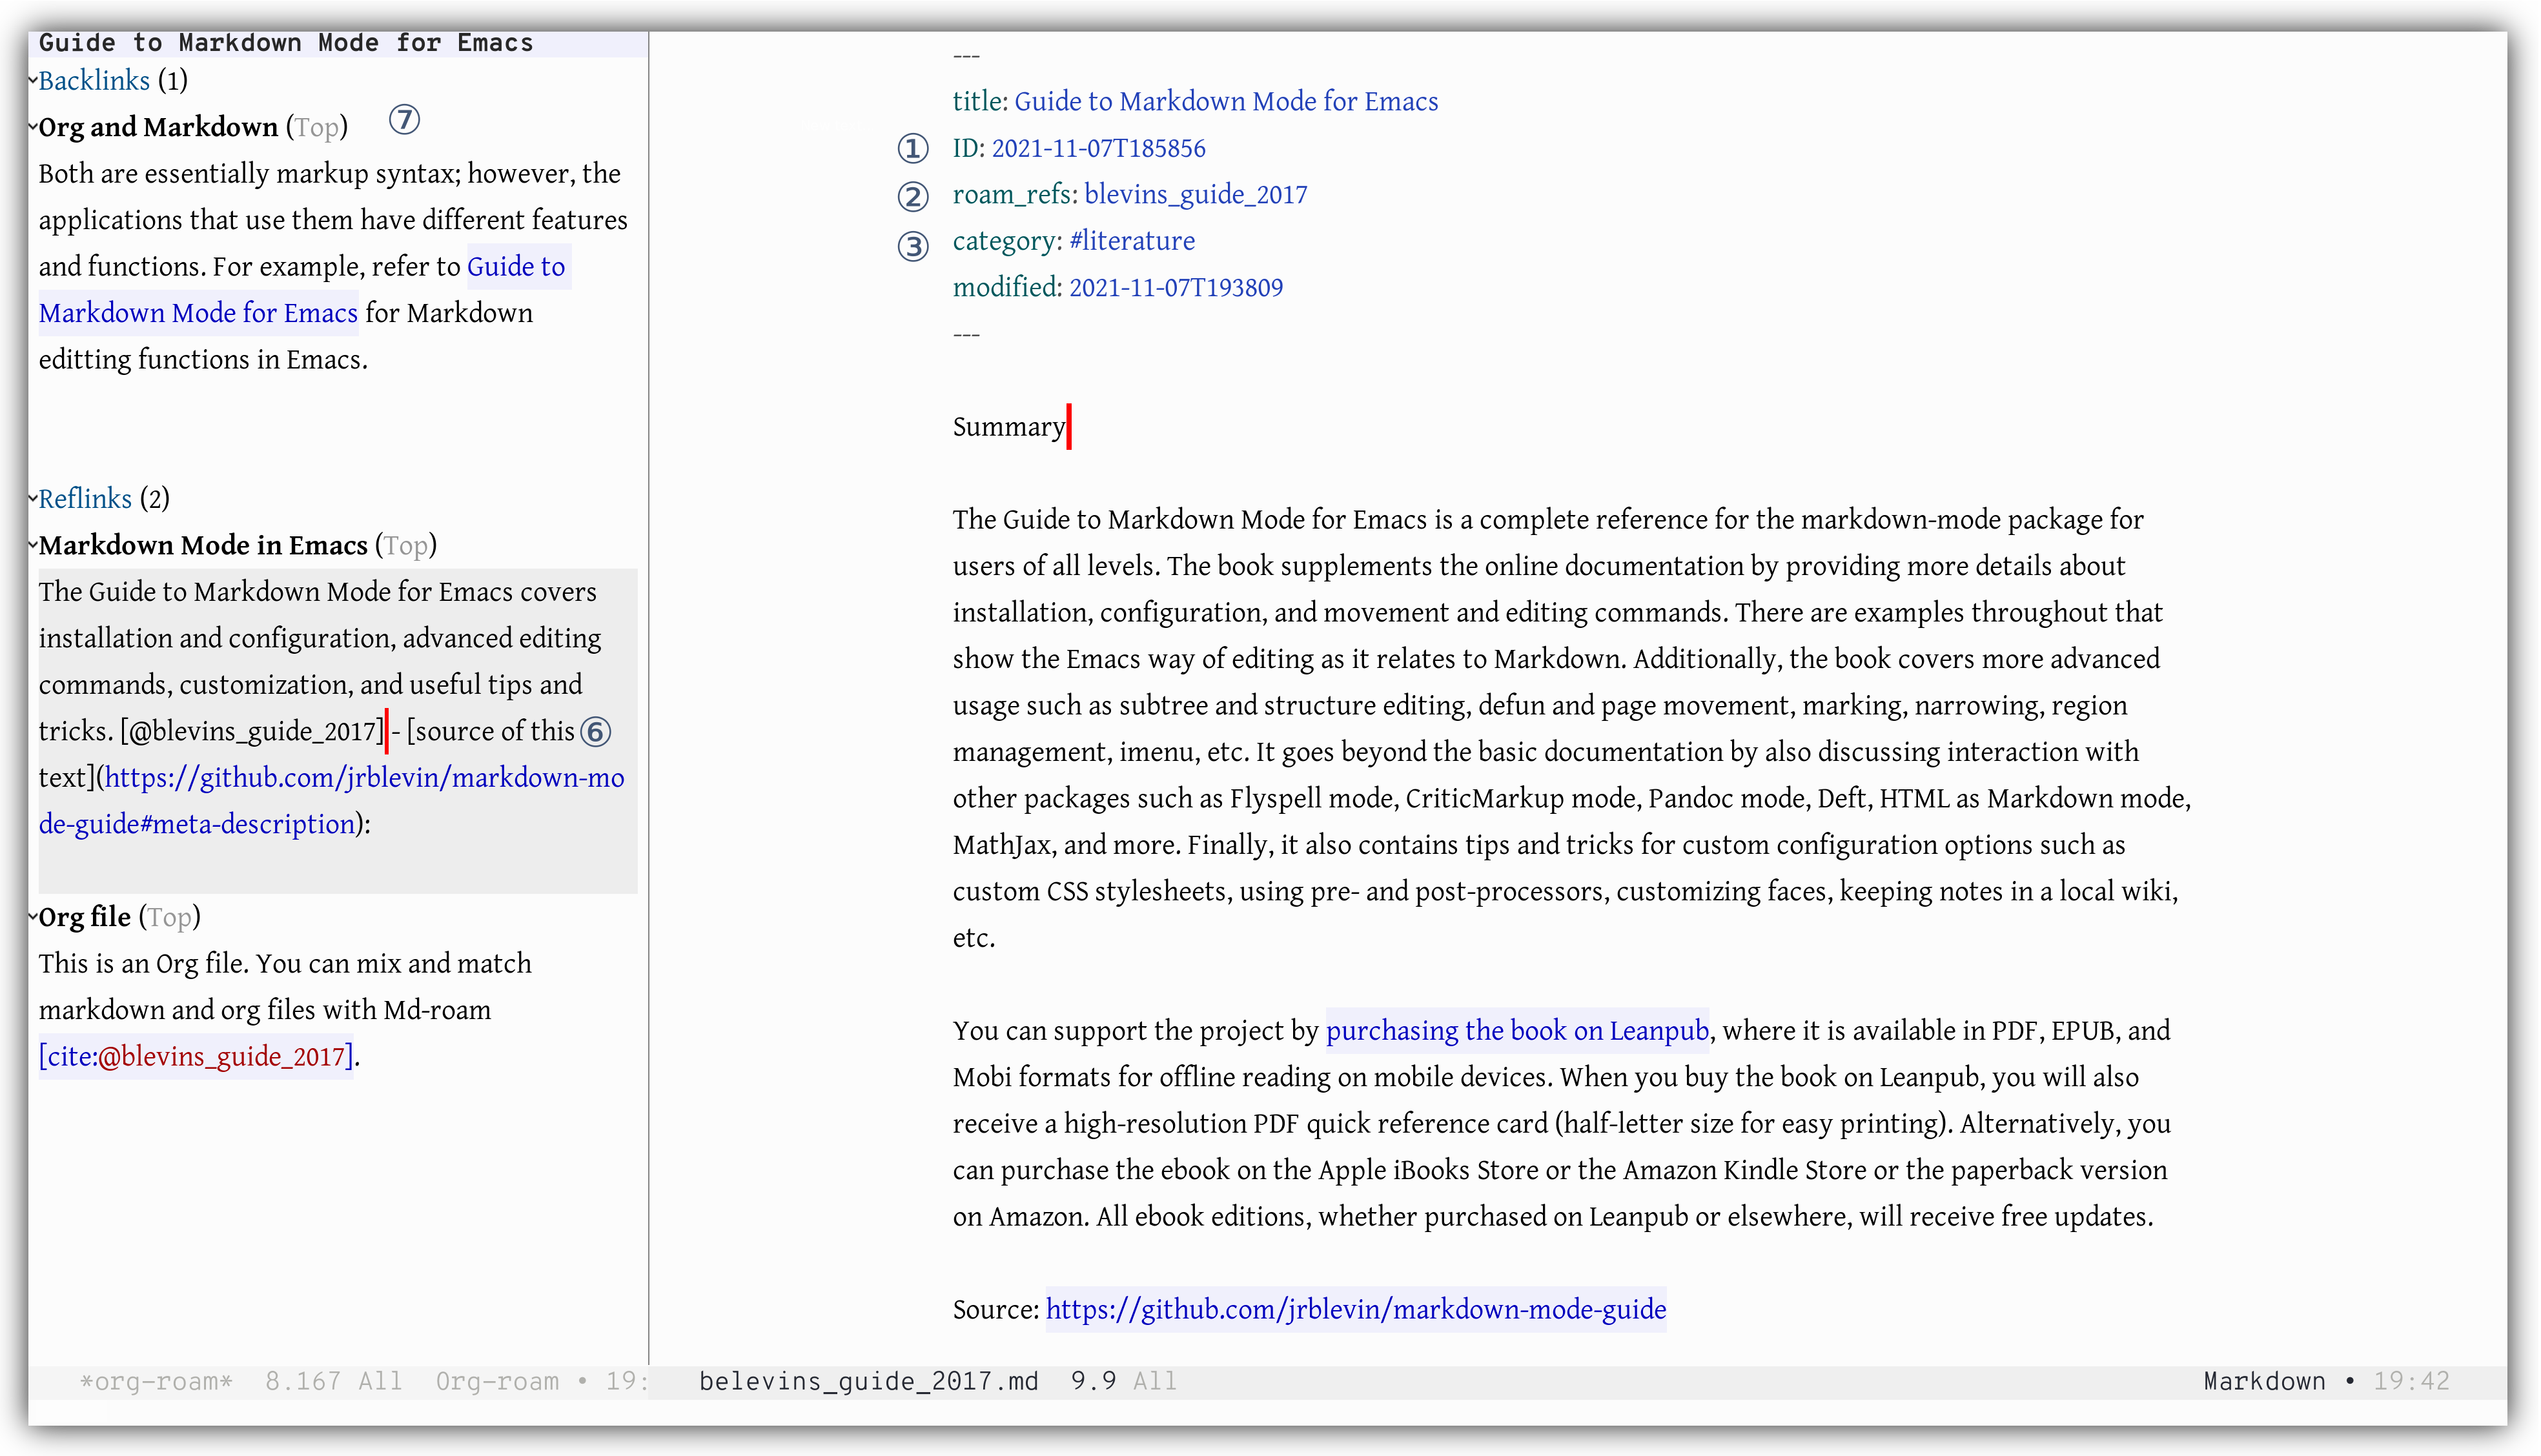 Guide to Markdown Mode for Emacs
Backlinks (1)
Org and Markdown (Top) ⑦
Both are essentially markup syntax; however, the
applications that use them have different features
and functions. For example, refer to Guide to
Markdown Mode for Emacs for Markdown
editting functions in Emacs.
Reflinks (2)
Markdown Mode in Emacs (Top)
The Guide to Markdown Mode for Emacs covers
installation and configuration, advanced editing
commands, customization, and useful tips and
tricks. [@blevins_guide_2017] - [source of this ⑥
text](https://github.com/jrblevin/markdown-mo
de-guide#meta-description):
Org file (Top)
This is an Org file. You can mix and match
markdown and org files with Md-roam
[cite:@blevins_guide_2017].
*org-roam* 8.167 All Org-roam • 19:
---
title: Guide to Markdown Mode for Emacs
① ID: 2021-11-07T185856
② roam_refs: blevins_guide_2017
③ category: #literature
modified: 2021-11-07T193809
---
Summary
The Guide to Markdown Mode for Emacs is a complete reference for the markdown-mode package for
users of all levels. The book supplements the online documentation by providing more details about
installation, configuration, and movement and editing commands. There are examples throughout that
show the Emacs way of editing as it relates to Markdown. Additionally, the book covers more advanced
usage such as subtree and structure editing, defun and page movement, marking, narrowing, region
management, imenu, etc. It goes beyond the basic documentation by also discussing interaction with
other packages such as Flyspell mode, CriticMarkup mode, Pandoc mode, Deft, HTML as Markdown mode,
MathJax, and more. Finally, it also contains tips and tricks for custom configuration options such as
custom CSS stylesheets, using pre- and post-processors, customizing faces, keeping notes in a local wiki,
etc.
You can support the project by purchasing the book on Leanpub, where it is available in PDF, EPUB, and
Mobi formats for offline reading on mobile devices. When you buy the book on Leanpub, you will also
receive a high-resolution PDF quick reference card (half-letter size for easy printing). Alternatively, you
can purchase the ebook on the Apple iBooks Store or the Amazon Kindle Store or the paperback version
on Amazon. All ebook editions, whether purchased on Leanpub or elsewhere, will receive free updates.
Source: https://github.com/jrblevin/markdown-mode-guide
belevins_guide_2017.md 9.9 All Markdown • 19:42